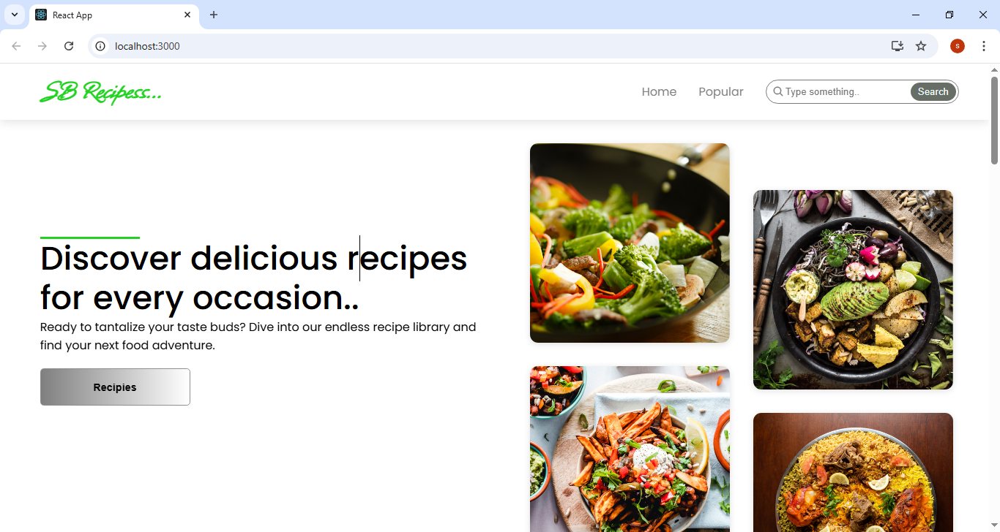 React App
localhost:3000
s
SB Recipess...
Home
Popular
Type something..
Search
Discover delicious recipes
for every occasion..
Ready to tantalize your taste buds? Dive into our endless recipe library and
find your next food adventure.
Recipies